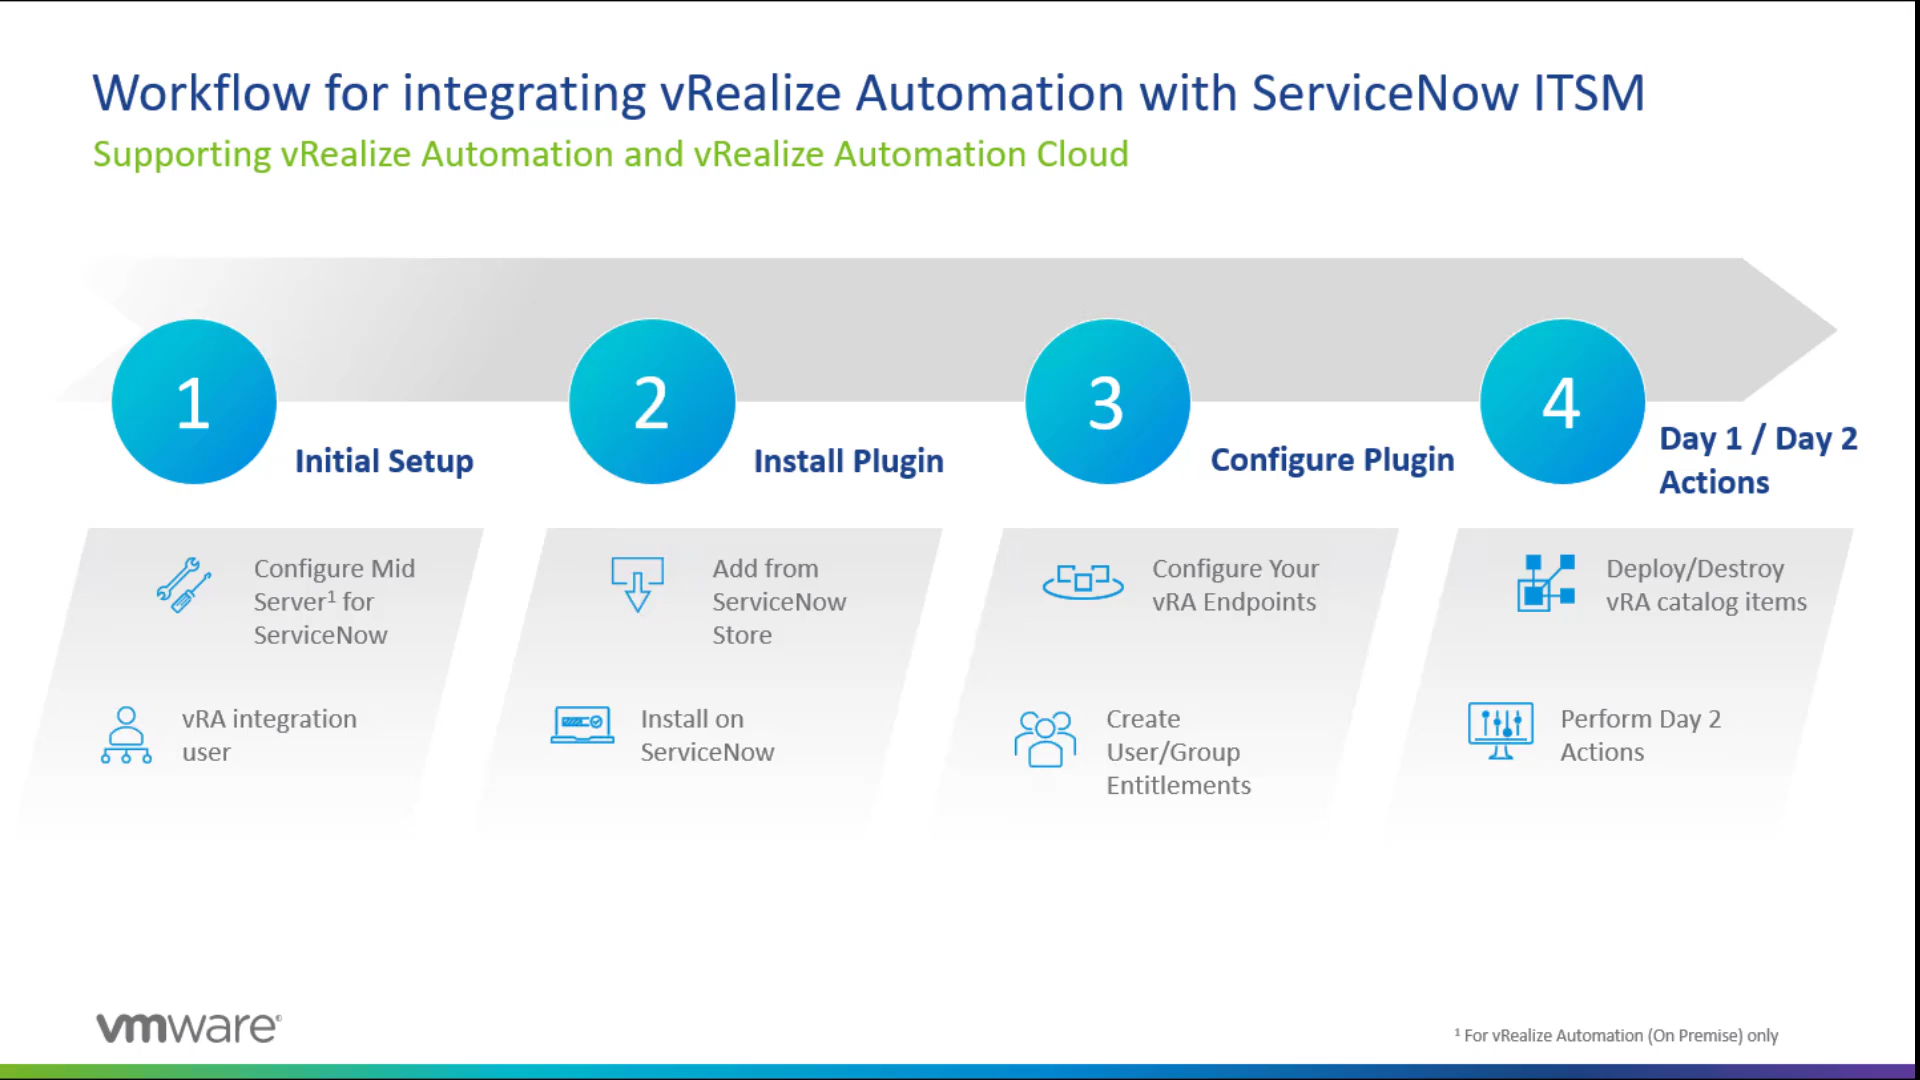 Workflow for integrating vRealize Automation with ServiceNow ITSM
Supporting vRealize Automation and vRealize Automation Cloud
1
Initial Setup
Configure Mid
Server¹ for
ServiceNow
vRA integration
user
2
Install Plugin
Add from
ServiceNow
Store
Install on
ServiceNow
3
Configure Plugin
Configure Your
vRA Endpoints
Create
User/Group
Entitlements
4
Day 1 / Day 2
Actions
Deploy/Destroy
vRA catalog items
Perform Day 2
Actions
vmware®
¹ For vRealize Automation (On Premise) only